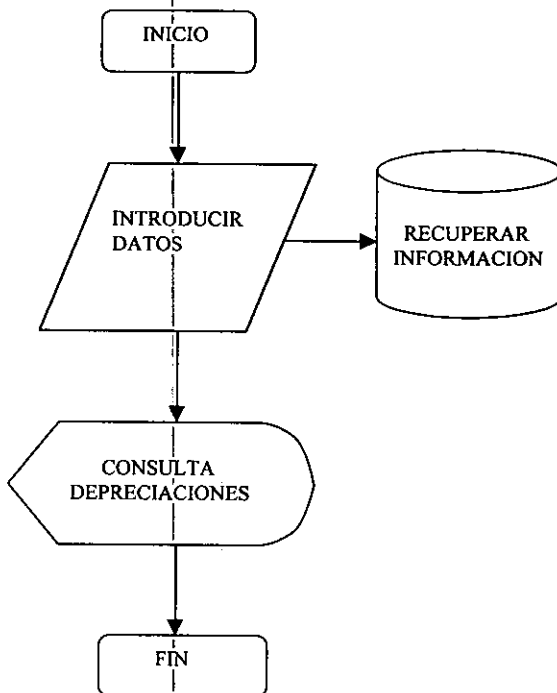 INICIO
INTRODUCIR
DATOS
RECUPERAR
INFORMACION
CONSULTA
DEPRECIACIONES
FIN